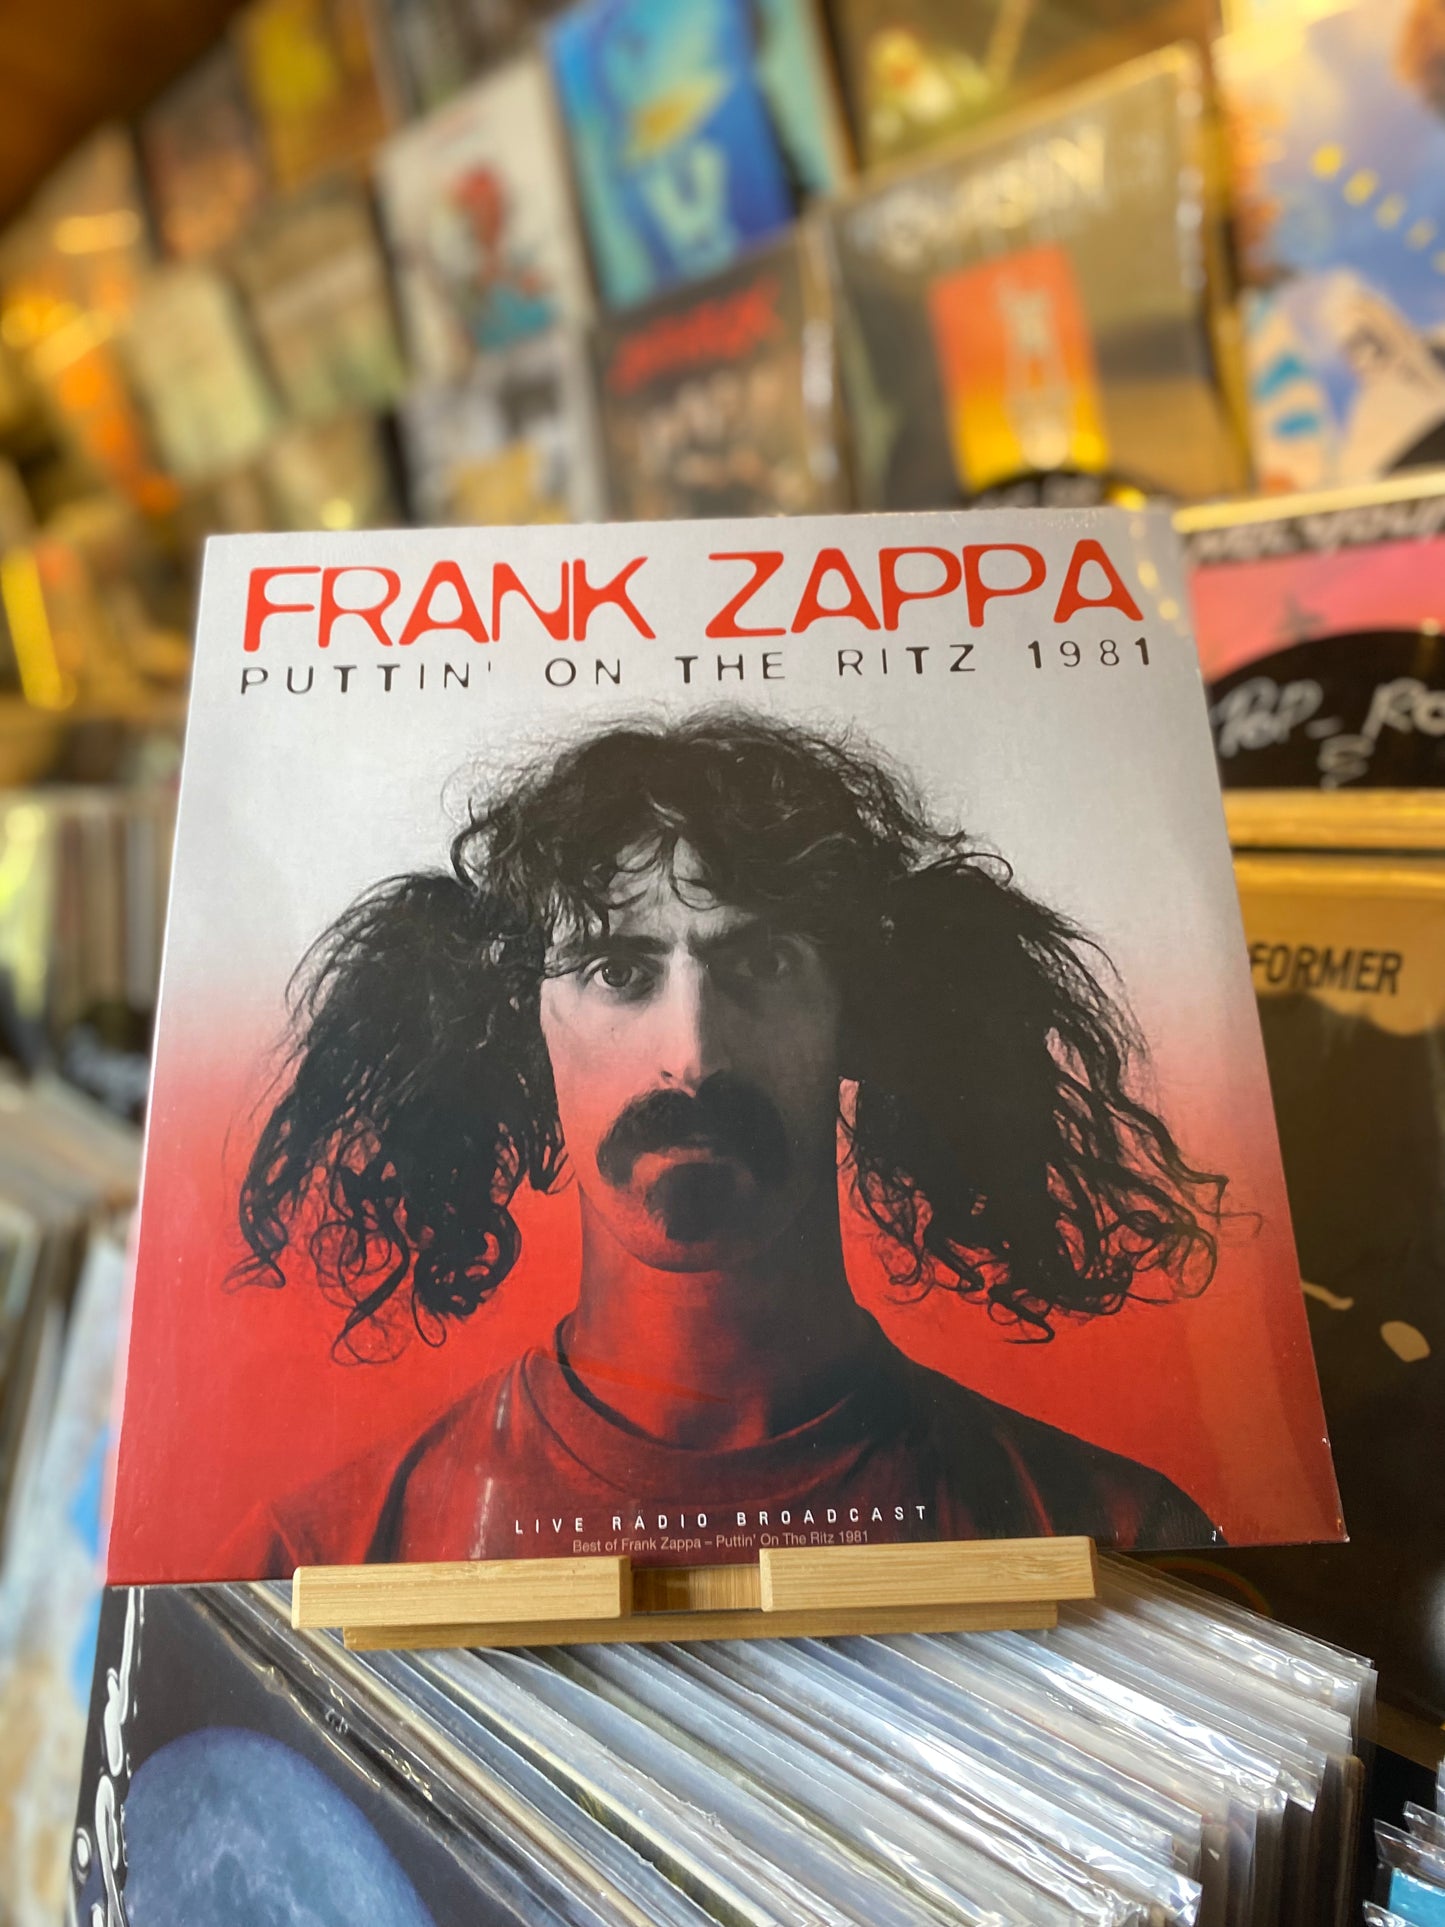 FRANK ZAPPA
PUTTIN' ON THE RITZ 1981
POP-
&
FORMER
LIVE RADIO BROADCAST
Best of Frank Zappa – Puttin' On The Ritz 1981